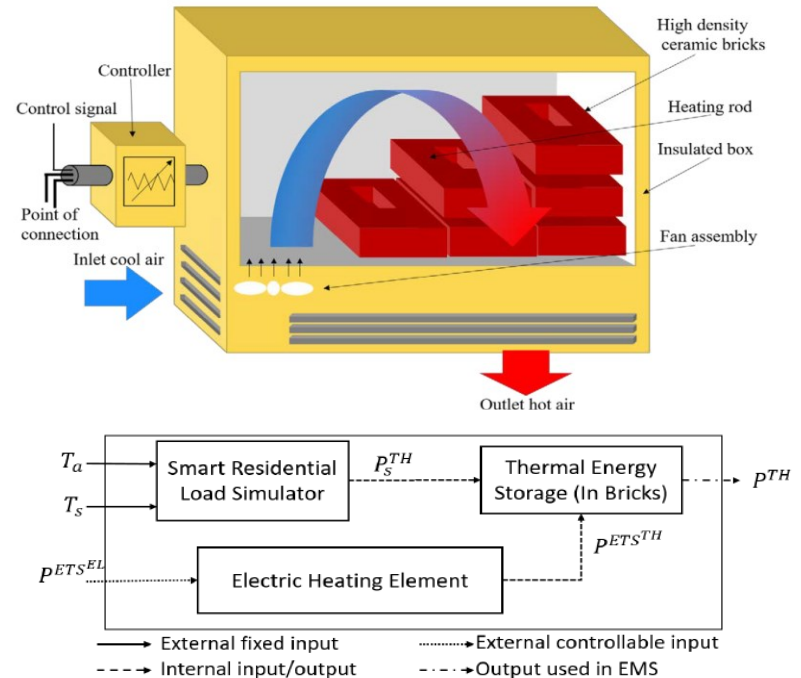 High density
ceramic bricks
Controller
Control signal
Heating rod
Insulated box
Point of
connection
Inlet cool air
Fan assembly
Outlet hot air
T_a
Smart Residential
Load Simulator
P_s^{TH}
Thermal Energy
Storage (In Bricks)
P^{TH}
T_s
P^{ETS^{TH}}
P^{ETS^{EL}}
Electric Heating Element
External fixed input
External controllable input
Internal input/output
Output used in EMS